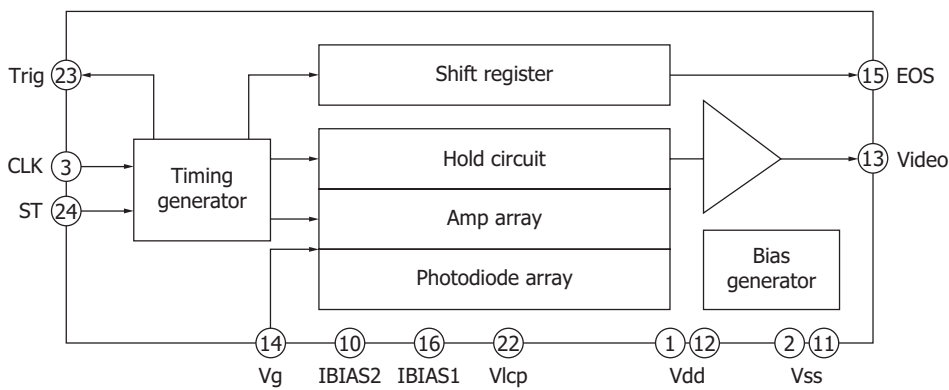 Shift register
Trig 23
15 EOS
CLK 3
Timing
generator
Hold circuit
13 Video
ST 24
Amp array
Photodiode array
Bias
generator
14 10 16 22 1 12 2 11
Vg IBIAS2 IBIAS1 Vlcp Vdd Vss